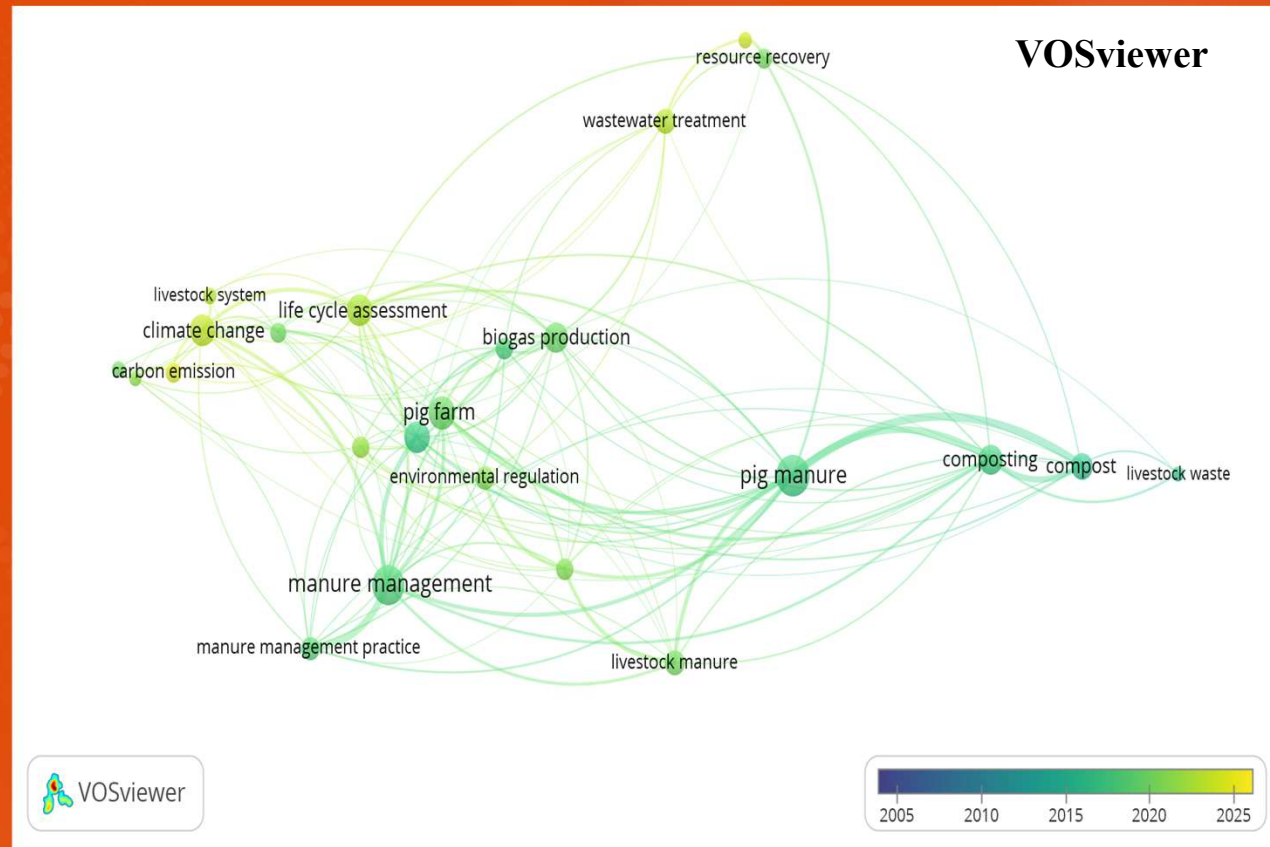 VOSviewer
resource recovery
wastewater treatment
livestock system
life cycle assessment
climate change
biogas production
carbon emission
pig farm
composting
compost
livestock waste
pig manure
environmental regulation
manure management
manure management practice
livestock manure
VOSviewer
2005 2010 2015 2020 2025